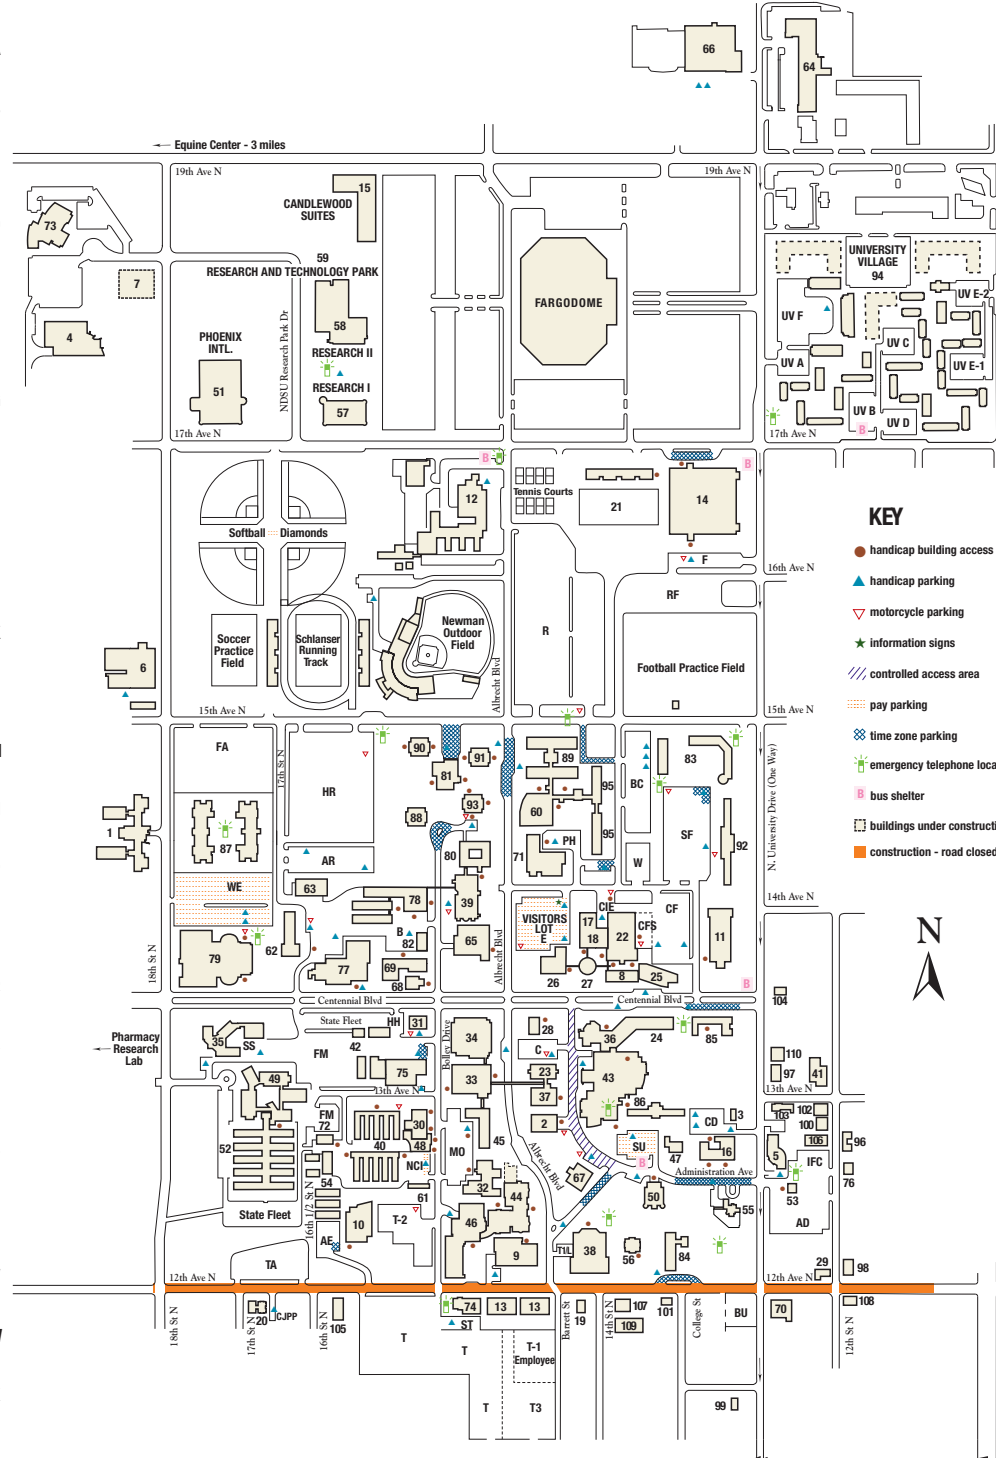 66
64
Equine Center - 3 miles
19th Ave N
19th Ave N
15
CANDLEWOOD
SUITES
73
59
RESEARCH AND TECHNOLOGY PARK
UNIVERSITY
VILLAGE
94
7
FARGODOME
UV E-2
UV F
58
4
PHOENIX
INTL.
NDSU Research Park Dr
RESEARCH II
UV C
UV A
UV E-1
51
RESEARCH I
57
UV B
UV D
B
17th Ave N
17th Ave N
B
B
12
Tennis Courts
21
14
KEY
Softball
Diamonds
handicap building access
F
16th Ave N
handicap parking
RF
motorcycle parking
Newman
Outdoor
Field
R
information signs
Soccer
Practice
Field
Schlanser
Running
Track
6
Football Practice Field
controlled access area
Albrecht Blvd
15th Ave N
15th Ave N
pay parking
FA
17th St N
90
91
89
83
time zone parking
81
BC
emergency telephone loca
HR
95
93
60
B
bus shelter
88
SF
N. University Drive (One Way)
buildings under constructi
1
87
95
92
PH
construction - road closed
80
71
AR
W
WE
63
14th Ave N
78
39
CIE
CF
VISITORS
LOT
E
17
18
22
CFS
11
N
B
82
65
62
79
77
69
68
18th St N
Albrecht Blvd
26
27
8
25
B
Centennial Blvd
Centennial Blvd
104
State Fleet
HH
31
34
28
36
24
85
Pharmacy
Research
Lab
35
SS
42
Bolley Drive
C
FM
110
75
33
23
43
97
41
49
13th Ave N
37
13th Ave N
86
FM
72
30
103
102
2
CD
3
100
52
40
48
45
MO
SU
16
106
96
NCI
Albrecht Blvd
47
5
IFC
B
Administration Ave
54
67
76
61
32
44
50
53
State Fleet
16th 1/2 St N
T-2
55
10
46
AD
AE
T1/L
38
9
56
84
TA
29
98
12th Ave N
12th Ave N
18th St N
17th St N
20
CJPP
16th St N
105
74
13
13
Barrett St
19
14th St N
107
101
College St
BU
70
108
12th St N
ST
T
109
T
T-1
Employee
99
T
T3